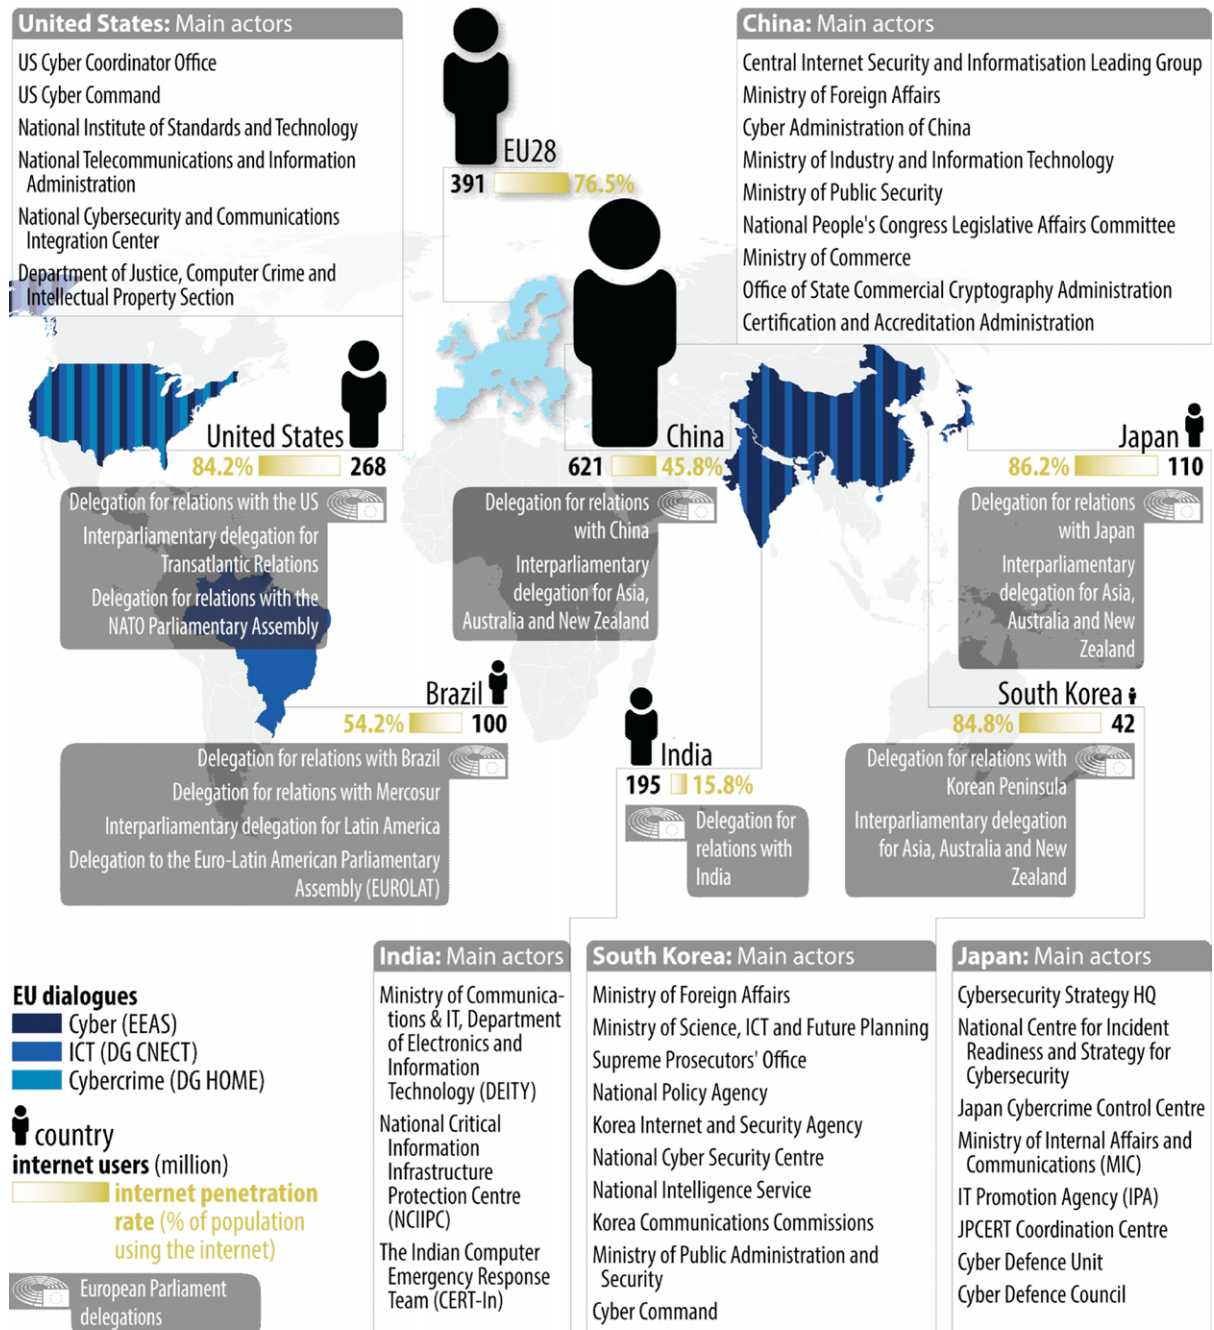 United States: Main actors
US Cyber Coordinator Office
US Cyber Command
National Institute of Standards and Technology
National Telecommunications and Information
Administration
National Cybersecurity and Communications
Integration Center
Department of Justice, Computer Crime and
Intellectual Property Section
EU28
391 76.5%
China: Main actors
Central Internet Security and Informatisation Leading Group
Ministry of Foreign Affairs
Cyber Administration of China
Ministry of Industry and Information Technology
Ministry of Public Security
National People's Congress Legislative Affairs Committee
Ministry of Commerce
Office of State Commercial Cryptography Administration
Certification and Accreditation Administration
United States
84.2% 268
Delegation for relations with the US
Interparliamentary delegation for
Transatlantic Relations
Delegation for relations with the
NATO Parliamentary Assembly
China
621 45.8%
Delegation for relations
with China
Interparliamentary
delegation for Asia,
Australia and New Zealand
Japan
86.2% 110
Delegation for relations
with Japan
Interparliamentary
delegation for Asia,
Australia and New
Zealand
Brazil
54.2% 100
Delegation for relations with Brazil
Delegation for relations with Mercosur
Interparliamentary delegation for Latin America
Delegation to the Euro-Latin American Parliamentary
Assembly (EUROLAT)
India
195 15.8%
Delegation for
relations with
India
South Korea
84.8% 42
Delegation for relations with
Korean Peninsula
Interparliamentary delegation
for Asia, Australia and New
Zealand
EU dialogues
Cyber (EEAS)
ICT (DG CNECT)
Cybercrime (DG HOME)
country
internet users (million)
internet penetration
rate (% of population
using the internet)
European Parliament
delegations
India: Main actors
Ministry of Communica-
tions & IT, Department
of Electronics and
Information
Technology (DEITY)
National Critical
Information
Infrastructure
Protection Centre
(NCIIPC)
The Indian Computer
Emergency Response
Team (CERT-In)
South Korea: Main actors
Ministry of Foreign Affairs
Ministry of Science, ICT and Future Planning
Supreme Prosecutors' Office
National Policy Agency
Korea Internet and Security Agency
National Cyber Security Centre
National Intelligence Service
Korea Communications Commissions
Ministry of Public Administration and
Security
Cyber Command
Japan: Main actors
Cybersecurity Strategy HQ
National Centre for Incident
Readiness and Strategy for
Cybersecurity
Japan Cybercrime Control Centre
Ministry of Internal Affairs and
Communications (MIC)
IT Promotion Agency (IPA)
JPCERT Coordination Centre
Cyber Defence Unit
Cyber Defence Council